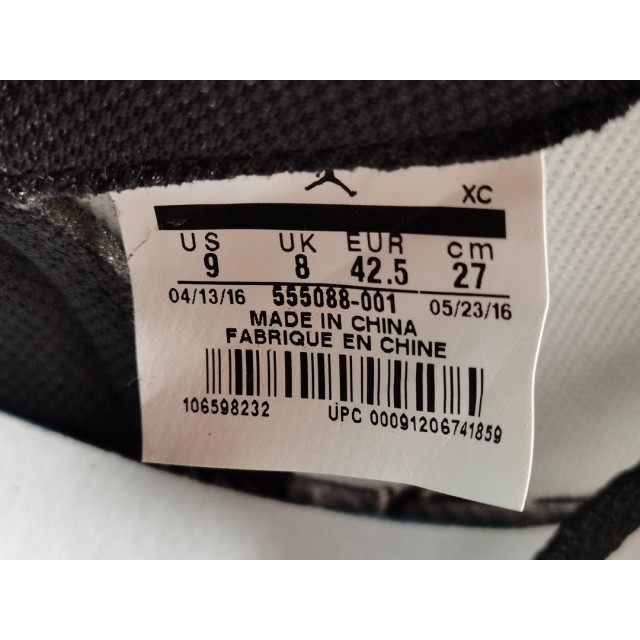 XC
US UK EUR cm
9 8 42.5 27
04/13/16 555088-001 05/23/16
MADE IN CHINA
FABRIQUE EN CHINE
106598232 UPC 00091206741859